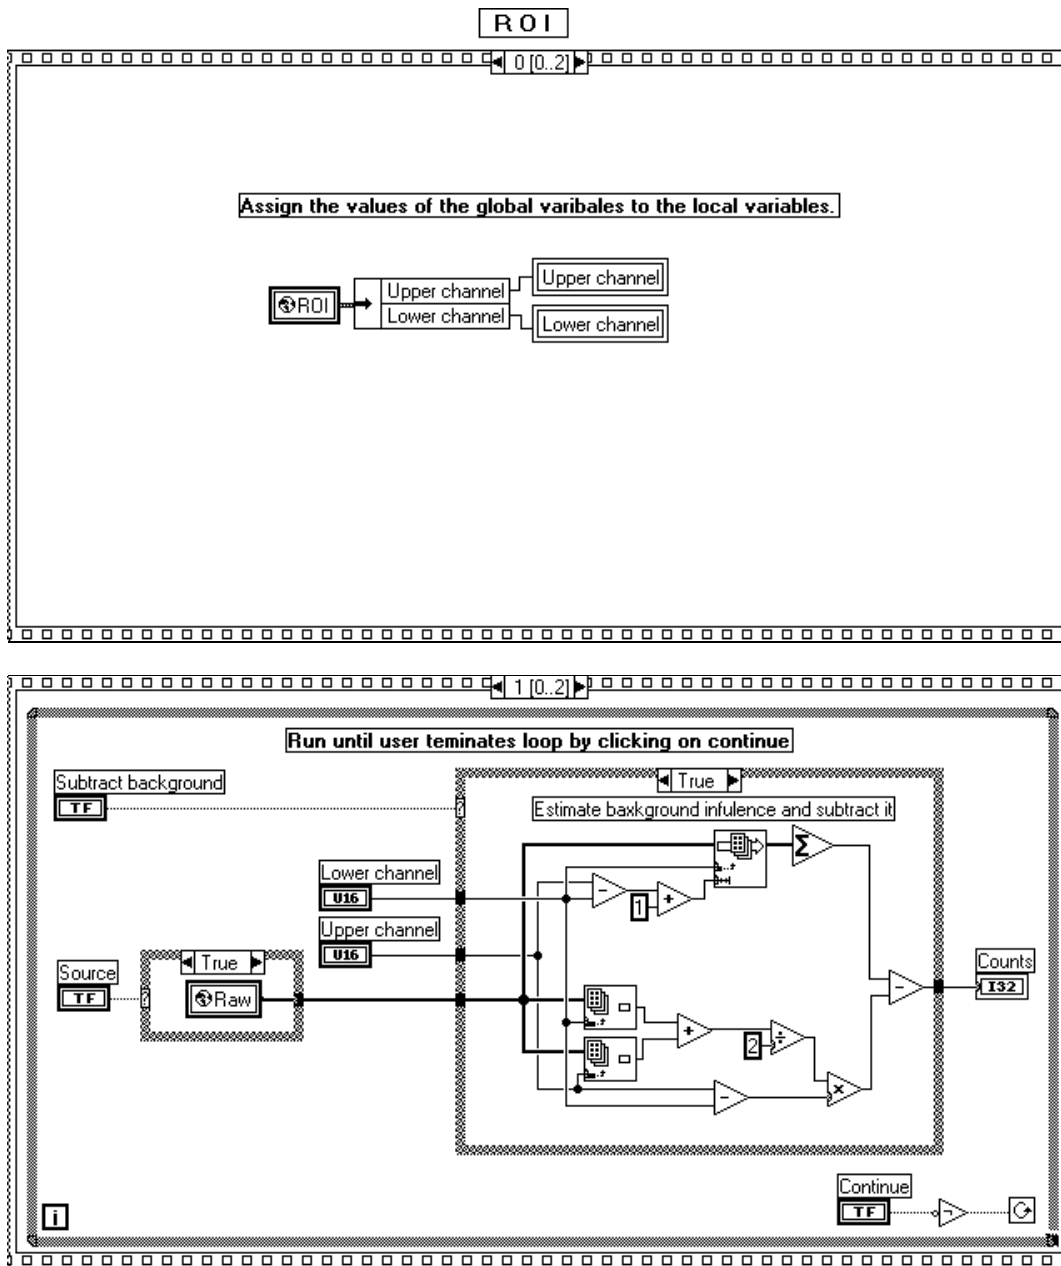 ROI
0 [0..2]
Assign the values of the global varibales to the local variables.
ROI
Upper channel
Lower channel
Upper channel
Lower channel
1 [0..2]
Run until user teminates loop by clicking on continue
Subtract background
TF
?
True
Estimate baxkground infulence and subtract it
Σ
Lower channel
U16
-
1
+
Upper channel
U16
Source
TF
?
True
Raw
Counts
I32
-
+
2
÷
-
×
Continue
TF
i